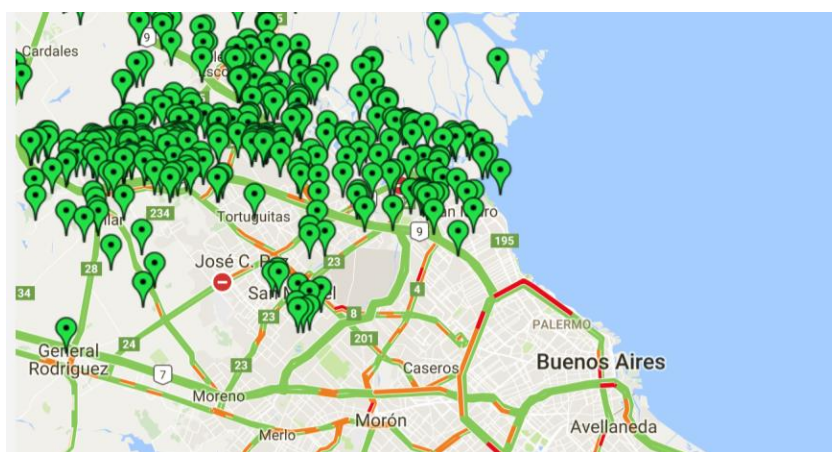 9
Cardales
234
Tortuguitas
9
195
28
José C. Paz
23
4
34
San Miguel
23
8
24
201
PALERMO
General
Rodríguez
23
Caseros
Buenos Aires
7
Moreno
Morón
Merlo
Avellaneda